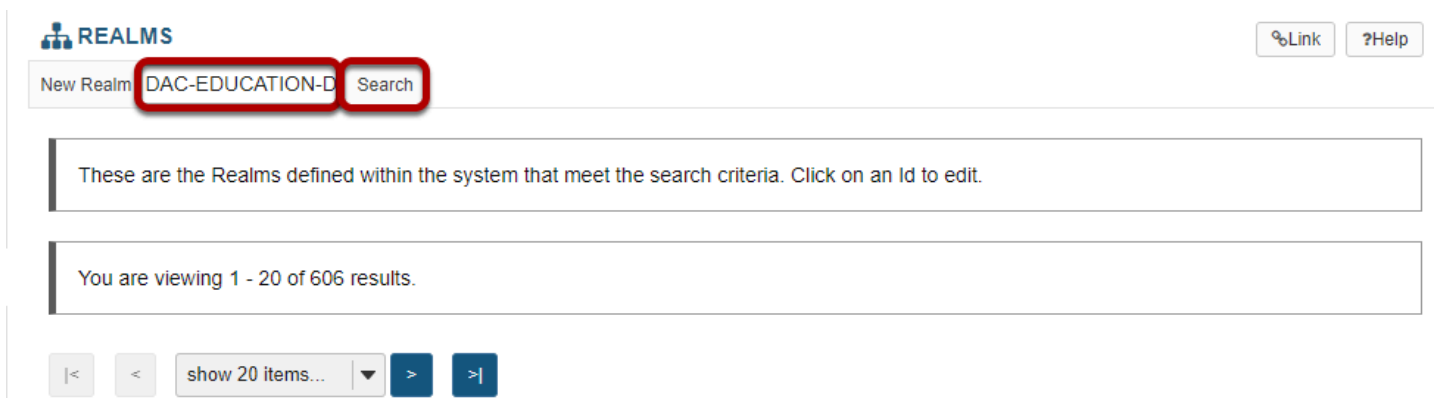 REALMS
Link ?Help
New Realm DAC-EDUCATION-D Search
These are the Realms defined within the system that meet the search criteria. Click on an Id to edit.
You are viewing 1 - 20 of 606 results.
|< < show 20 items... > >|